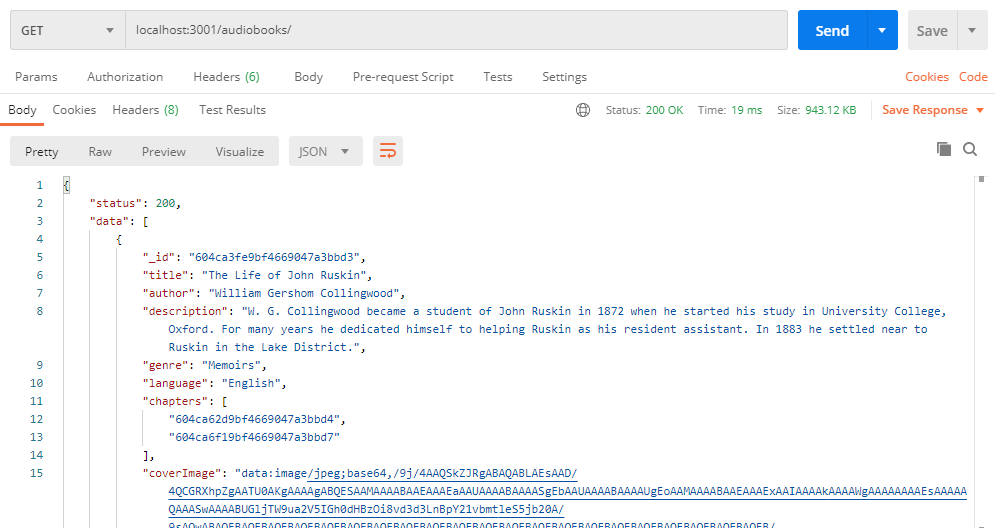 GET localhost:3001/audiobooks/ Send Save
Params Authorization Headers (6) Body Pre-request Script Tests Settings Cookies Code
Body Cookies Headers (8) Test Results Status: 200 OK Time: 19 ms Size: 943.12 KB Save Response
Pretty Raw Preview Visualize JSON
1 {
2 "status": 200,
3 "data": [
4 {
5 "_id": "604ca3fe9bf4669047a3bbd3",
6 "title": "The Life of John Ruskin",
7 "author": "William Gershom Collingwood",
8 "description": "W. G. Collingwood became a student of John Ruskin in 1872 when he started his study in University College,
Oxford. For many years he dedicated himself to helping Ruskin as his resident assistant. In 1883 he settled near to
Ruskin in the Lake District.",
9 "genre": "Memoirs",
10 "language": "English",
11 "chapters": [
12 "604ca62d9bf4669047a3bbd4",
13 "604ca6f19bf4669047a3bbd7"
14 ],
15 "coverImage": "data:image/jpeg;base64,/9j/4AAQSkZJRgABAQABLAEsAAD/
4QCGRXhpZgAATU0AKgAAAAgABQESAAMAAAABAAEAAAEaAAUAAAABAAAASgEbAAUAAAABAAAAUgEoAAMAAAABAAEAAAExAAIAAAAkAAAAWgAAAAAAAAEsAAAAA
QAAASwAAAABUGljTW9ua2V5IGh0dHBzOi8vd3d3LnBpY21vbmtleS5jb20A/